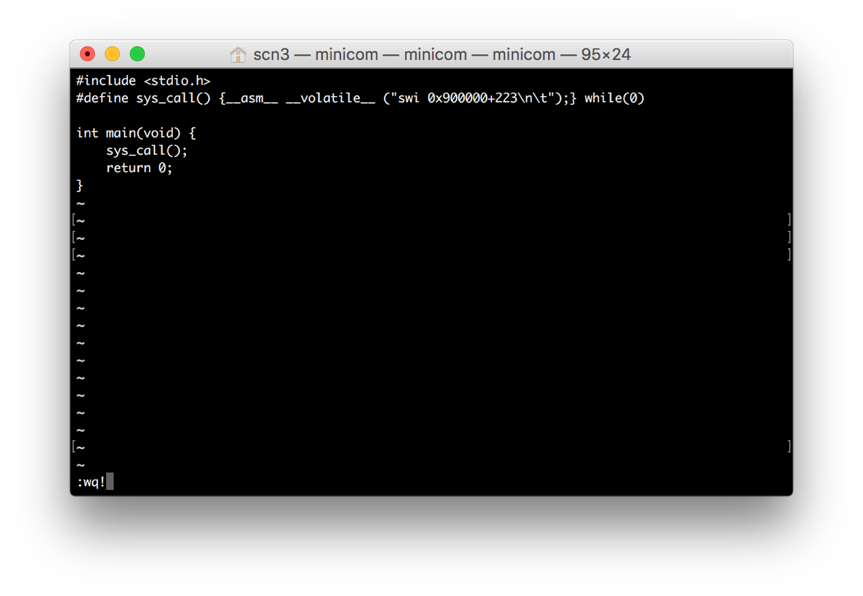 scn3 — minicom — minicom — minicom — 95×24
#include <stdio.h>
#define sys_call() {__asm__ __volatile__ ("swi 0x900000+223\n\t");} while(0)

int main(void) {
    sys_call();
    return 0;
}
~
[~ ]
[~ ]
[~ ]
~
~
~
~
~
~
~
~
~
~
[~ ]
~
:wq!